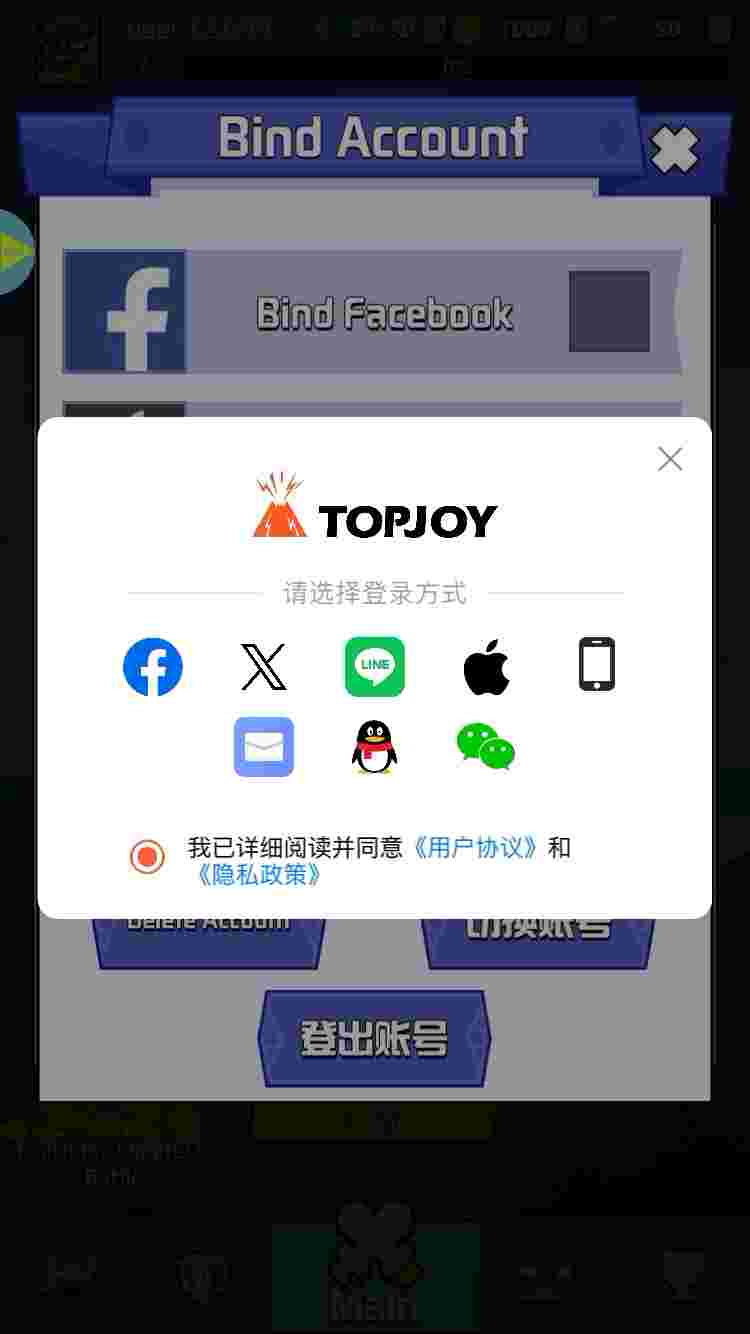 Bind Account
Bind Facebook
TOPJOY
请选择登录方式
LINE
我已详细阅读并同意《用户协议》和
《隐私政策》
Delete Account
切换账号
登出账号
Main